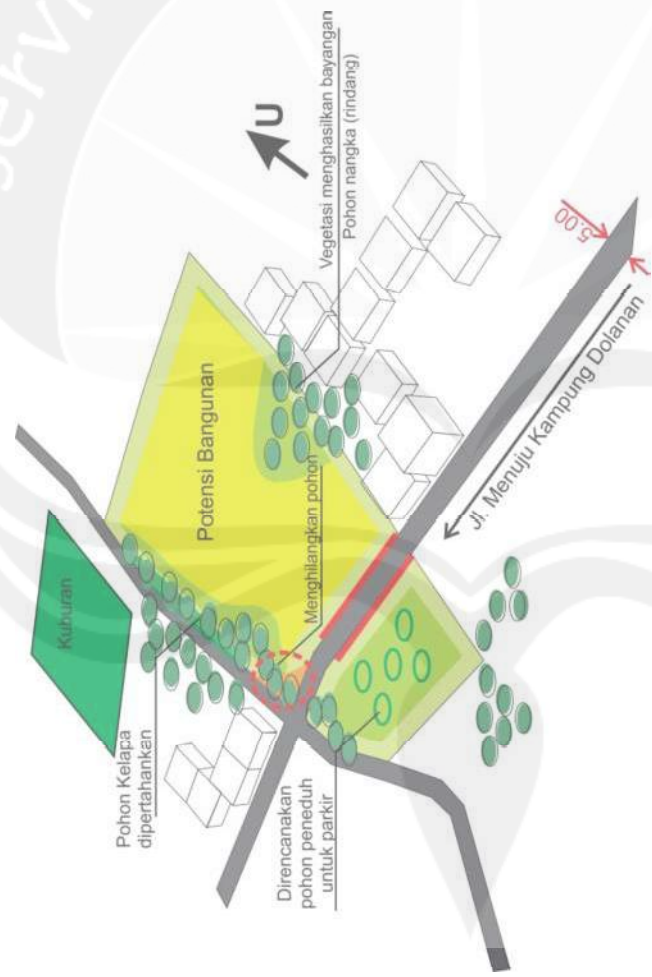 servi
U
Vegetasi menghasilkan bayangan
Pohon nangka (rindang)
5.00
Jl. Menuju Kampung Dolanan
Potensi Bangunan
Menghilangkan pohon
Kuburan
Pohon Kelapa
dipertahankan
Direncanakan
pohon peneduh
untuk parkir